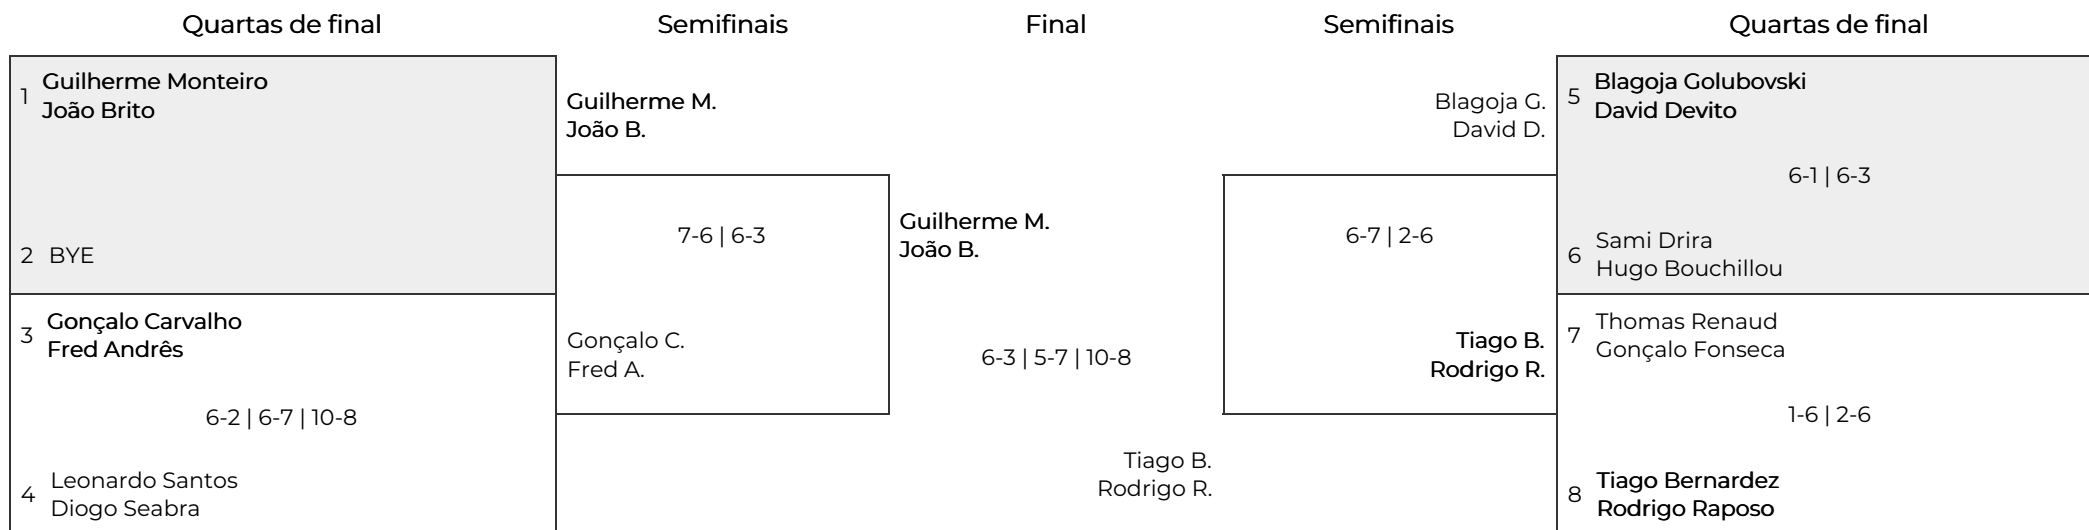 Quartas de final
Semifinais
Final
Semifinais
Quartas de final
1
Guilherme Monteiro
João Brito
2 BYE
3
Gonçalo Carvalho
Fred Andrês
6-2 | 6-7 | 10-8
4
Leonardo Santos
Diogo Seabra
Guilherme M.
João B.
7-6 | 6-3
Gonçalo C.
Fred A.
Guilherme M.
João B.
6-3 | 5-7 | 10-8
Tiago B.
Rodrigo R.
Blagoja G.
David D.
6-7 | 2-6
Tiago B.
Rodrigo R.
5
Blagoja Golubovski
David Devito
6-1 | 6-3
6
Sami Drira
Hugo Bouchillou
7
Thomas Renaud
Gonçalo Fonseca
1-6 | 2-6
8
Tiago Bernardez
Rodrigo Raposo